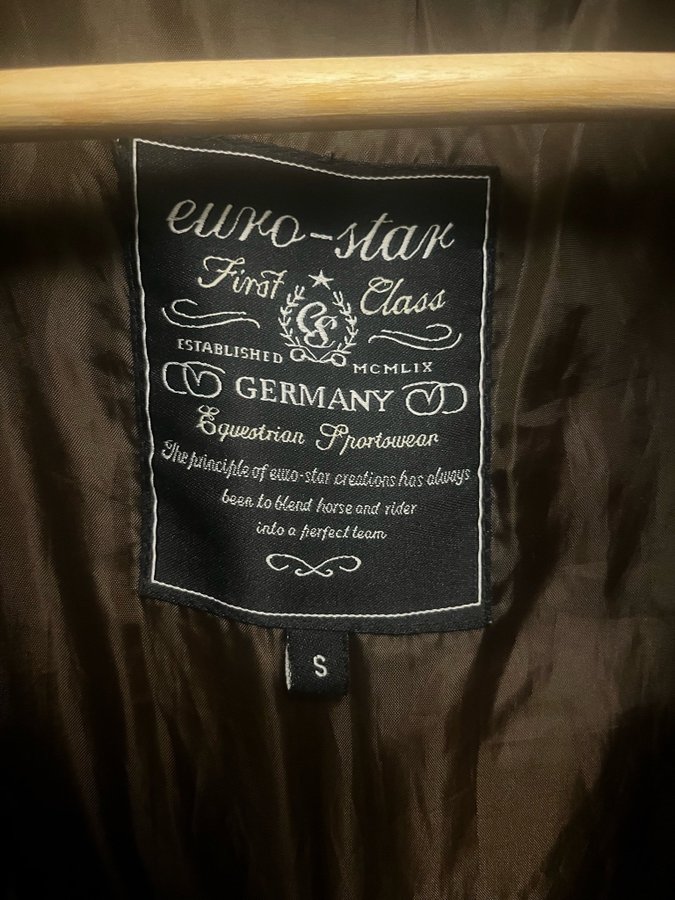 euro-star
First Class
ES
ESTABLISHED MCMLIX
GERMANY
Equestrian Sportswear
The principle of euro-star creations has always
been to blend horse and rider
into a perfect team
S